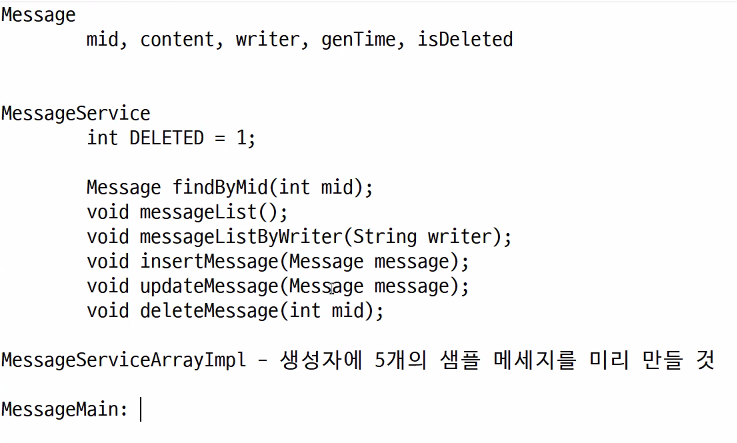 Message
mid, content, writer, genTime, isDeleted
MessageService
int DELETED = 1;
Message findByMid(int mid);
void messageList();
void messageListByWriter(String writer);
void insertMessage(Message message);
void updateMessage(Message message);
void deleteMessage(int mid);
MessageServiceArrayImpl - 생성자에 5개의 샘플 메세지를 미리 만들 것
MessageMain: